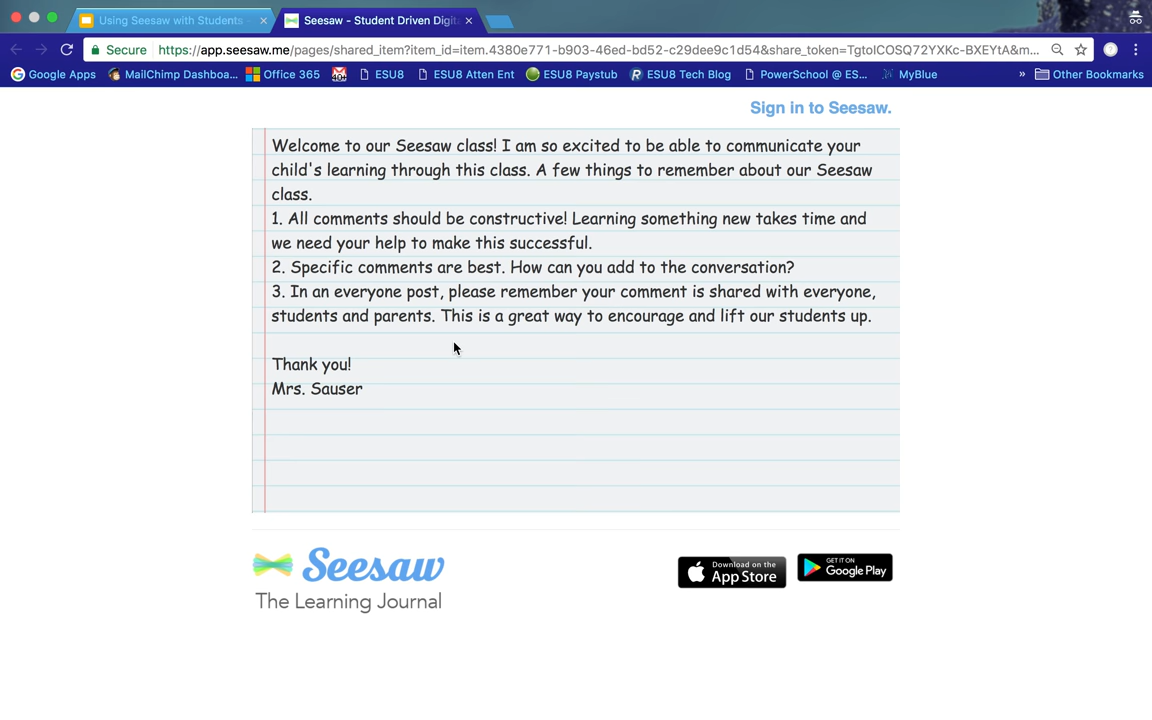 Using Seesaw with Students
Seesaw - Student Driven Digit
Secure
https://app.seesaw.me/pages/shared_item?item_id=item.4380e771-b903-46ed-bd52-c29dee9c1d54&share_token=TgtolCOSQ72YXKc-BXEYtA&m...
Google Apps
MailChimp Dashboa...
Office 365
40+
ESU8
ESU8 Atten Ent
ESU8 Paystub
ESU8 Tech Blog
PowerSchool @ ES...
MyBlue
»
Other Bookmarks
Sign in to Seesaw.
Welcome to our Seesaw class! I am so excited to be able to communicate your
child's learning through this class. A few things to remember about our Seesaw
class.
1. All comments should be constructive! Learning something new takes time and
we need your help to make this successful.
2. Specific comments are best. How can you add to the conversation?
3. In an everyone post, please remember your comment is shared with everyone,
students and parents. This is a great way to encourage and lift our students up.
Thank you!
Mrs. Sauser
Seesaw
The Learning Journal
Download on the
App Store
GET IT ON
Google Play